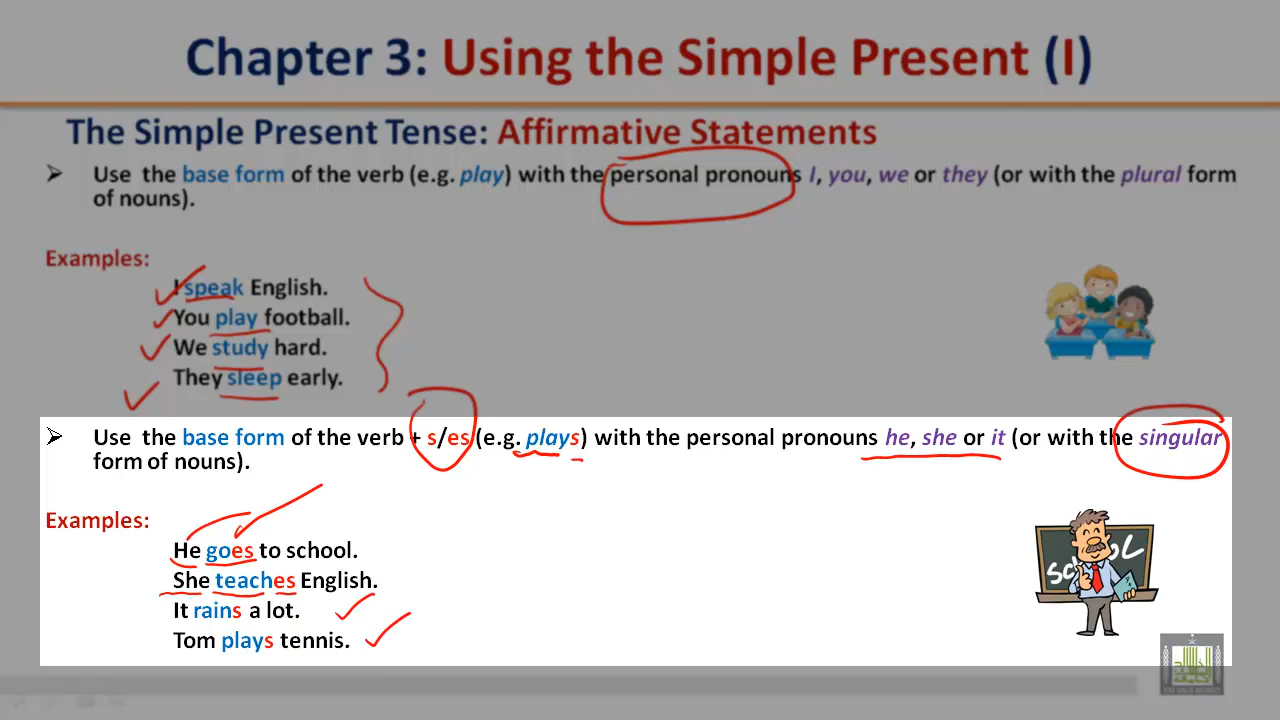 Chapter 3: Using the Simple Present (I)
The Simple Present Tense: Affirmative Statements
Use the base form of the verb (e.g. play) with the personal pronouns I, you, we or they (or with the plural form
of nouns).
Examples:
I speak English.
You play football.
We study hard.
They sleep early.
Use the base form of the verb + s/es (e.g. plays) with the personal pronouns he, she or it (or with the singular
form of nouns).
Examples:
He goes to school.
She teaches English.
It rains a lot.
Tom plays tennis.